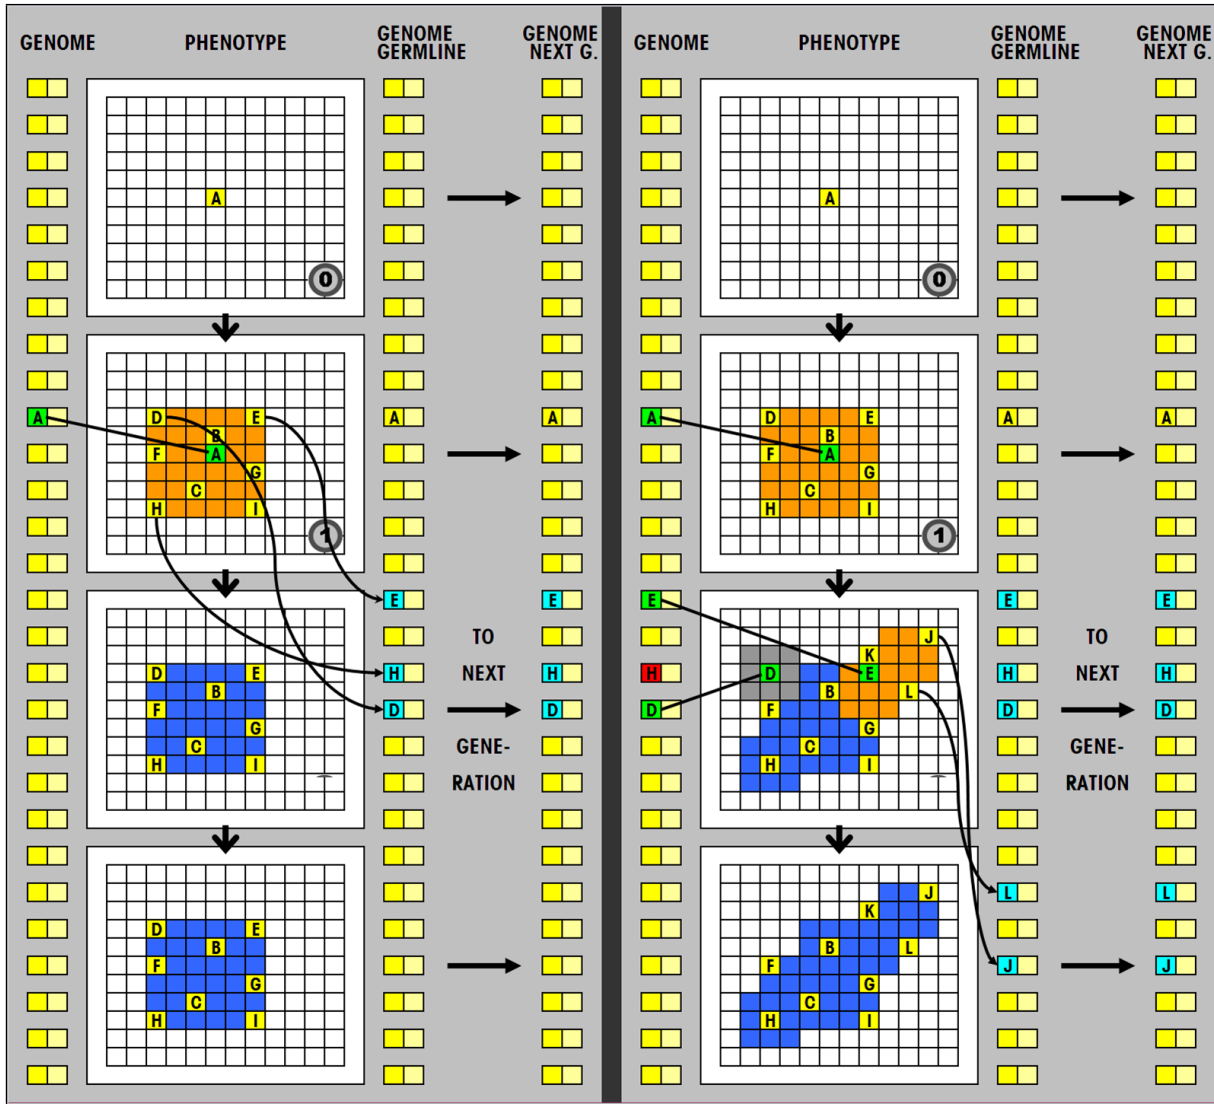 GENOME PHENOTYPE GENOME GERMLINE GENOME NEXT G.
A
0
A
D E
B
F A
G
C
H I
1
A A
D E
B
F
G
C
H I
E E
H H
D D
TO
NEXT
GENE-
RATION
D E
B
F
G
C
H I
GENOME PHENOTYPE GENOME GERMLINE GENOME NEXT G.
A
0
A
D E
B
F A
G
C
H I
1
A A
E
H
D
J
K
D E
B L
F
G
C
H I
E E
H H
D D
TO
NEXT
GENE-
RATION
J
K
B L
F
G
C
H I
L L
J J